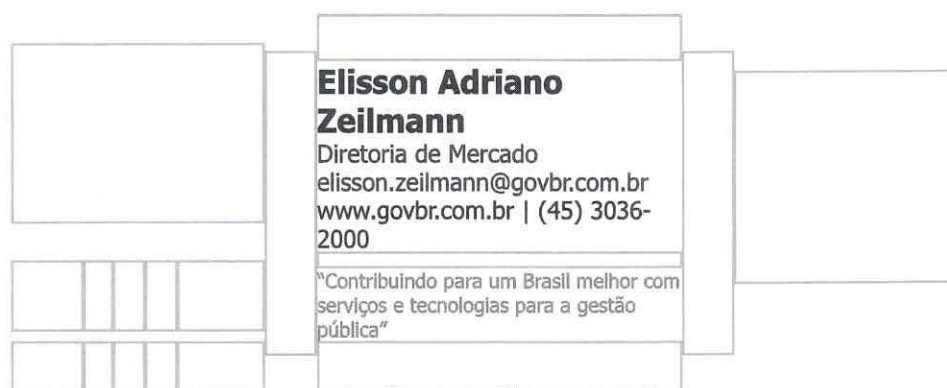 Elisson Adriano
Zeilmann
Diretoria de Mercado
elisson.zeilmann@govbr.com.br
www.govbr.com.br | (45) 3036-
2000
"Contribuindo para um Brasil melhor com
serviços e tecnologias para a gestão
pública"